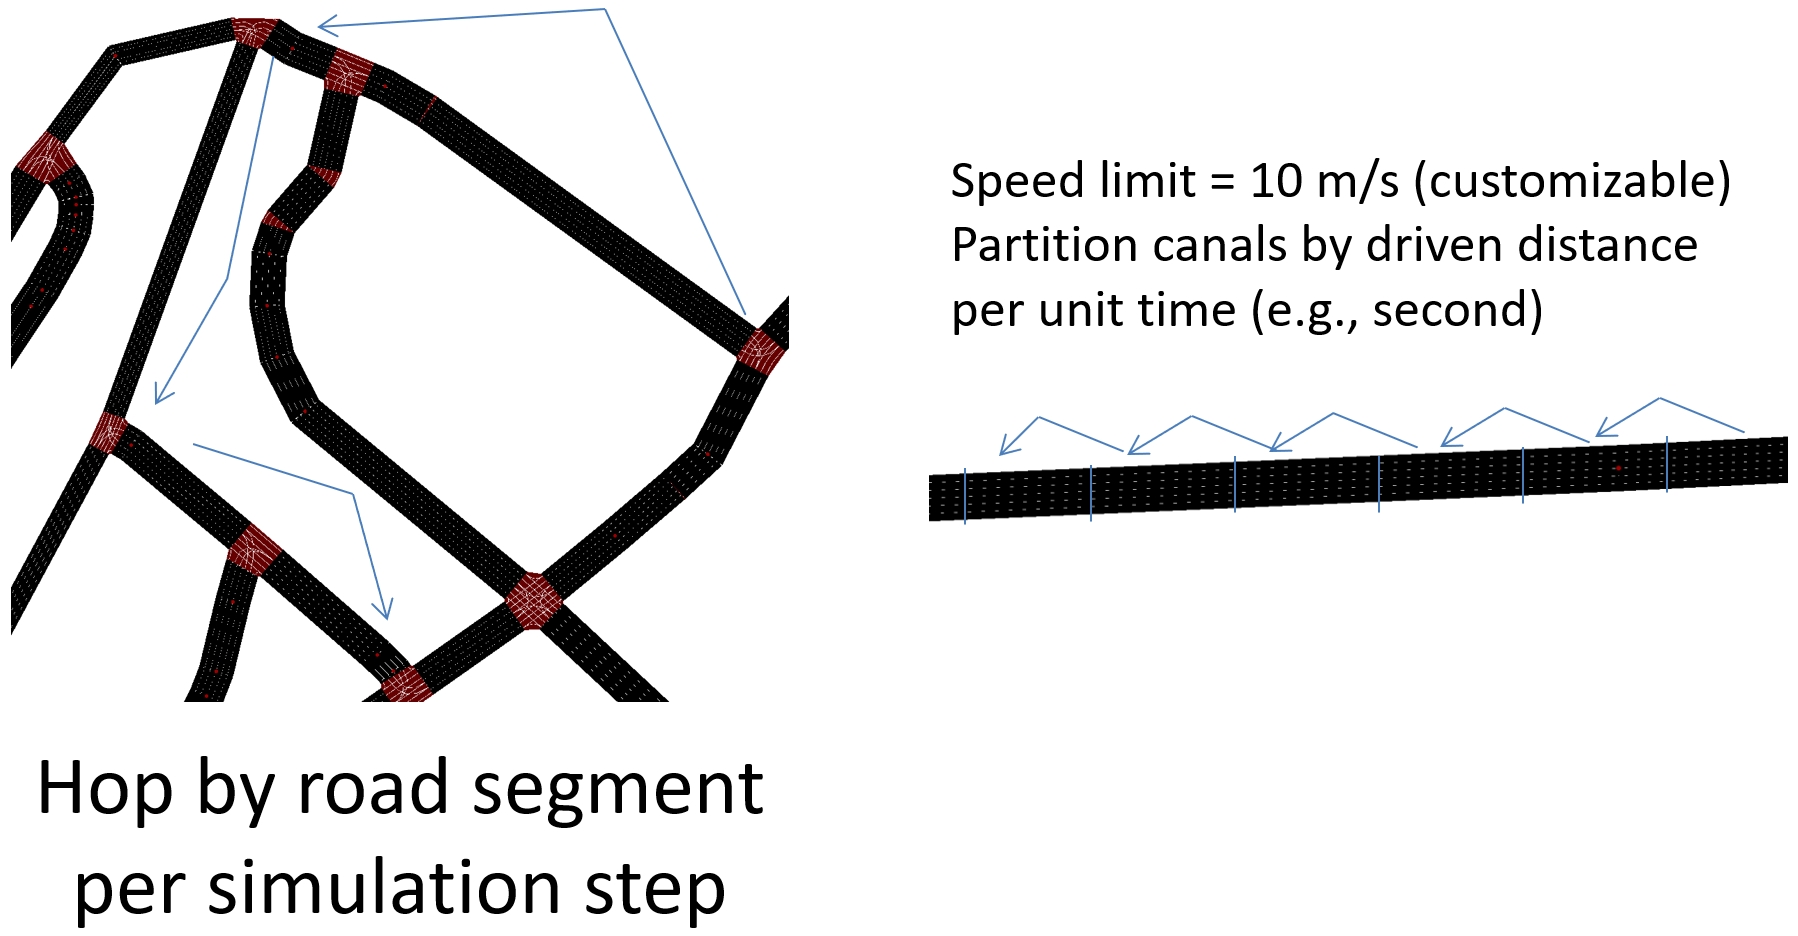 Speed limit = 10 m/s (customizable)
Partition canals by driven distance
per unit time (e.g., second)
Hop by road segment
per simulation step